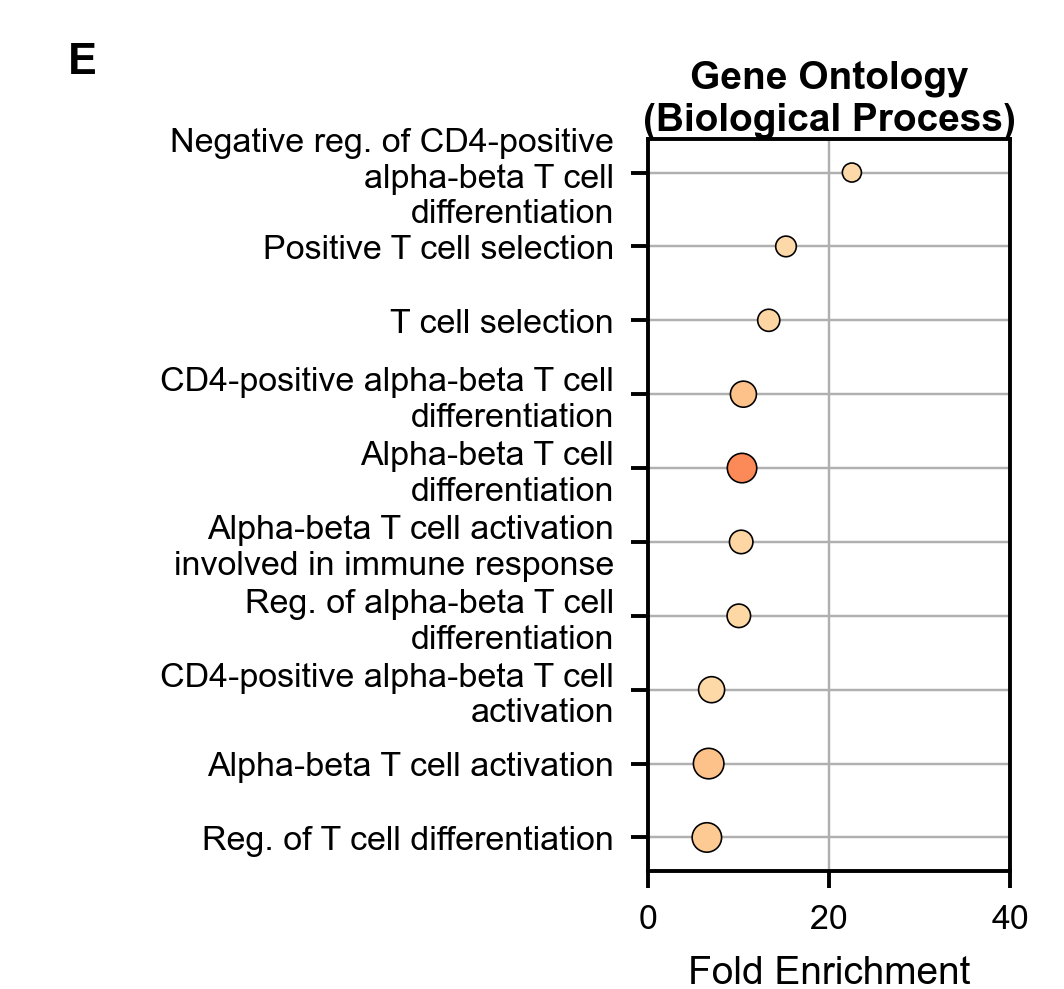 E
Gene Ontology
(Biological Process)
Negative reg. of CD4-positive
alpha-beta T cell
differentiation
Positive T cell selection
T cell selection
CD4-positive alpha-beta T cell
differentiation
Alpha-beta T cell
differentiation
Alpha-beta T cell activation
involved in immune response
Reg. of alpha-beta T cell
differentiation
CD4-positive alpha-beta T cell
activation
Alpha-beta T cell activation
Reg. of T cell differentiation
0 20 40
Fold Enrichment